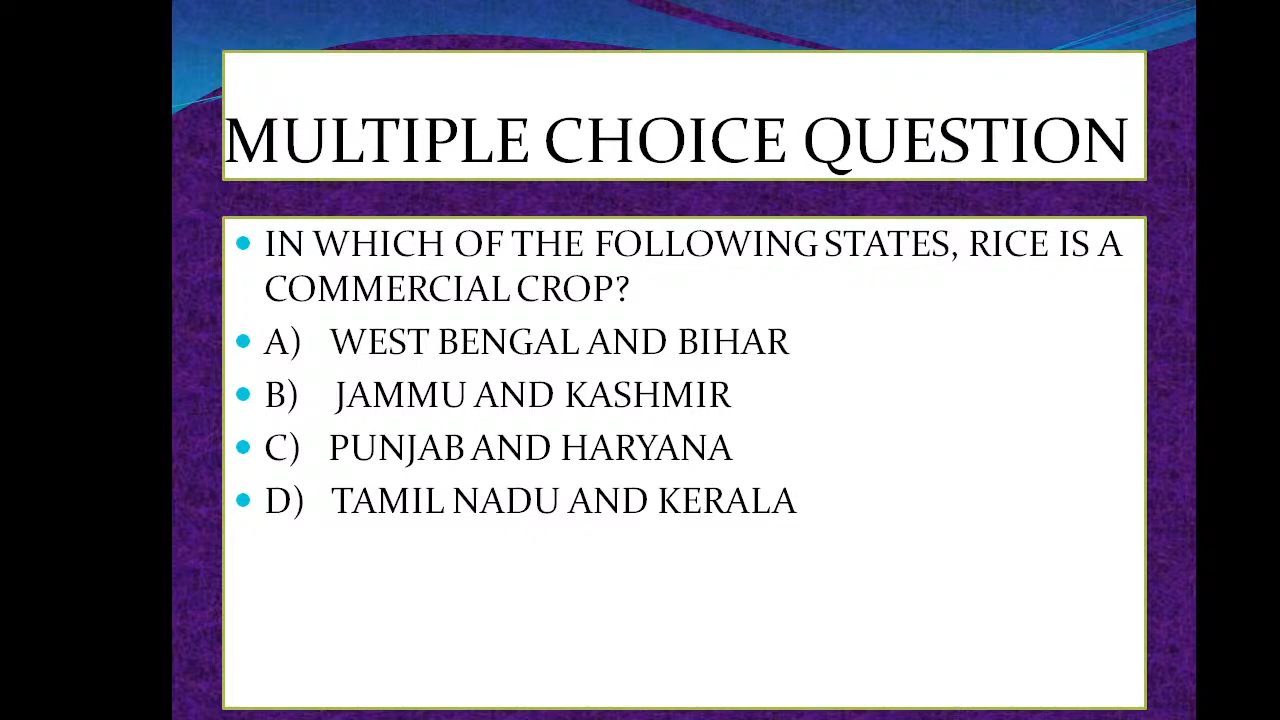 MULTIPLE CHOICE QUESTION
• IN WHICH OF THE FOLLOWING STATES, RICE IS A
COMMERCIAL CROP?
• A) WEST BENGAL AND BIHAR
• B) JAMMU AND KASHMIR
• C) PUNJAB AND HARYANA
• D) TAMIL NADU AND KERALA